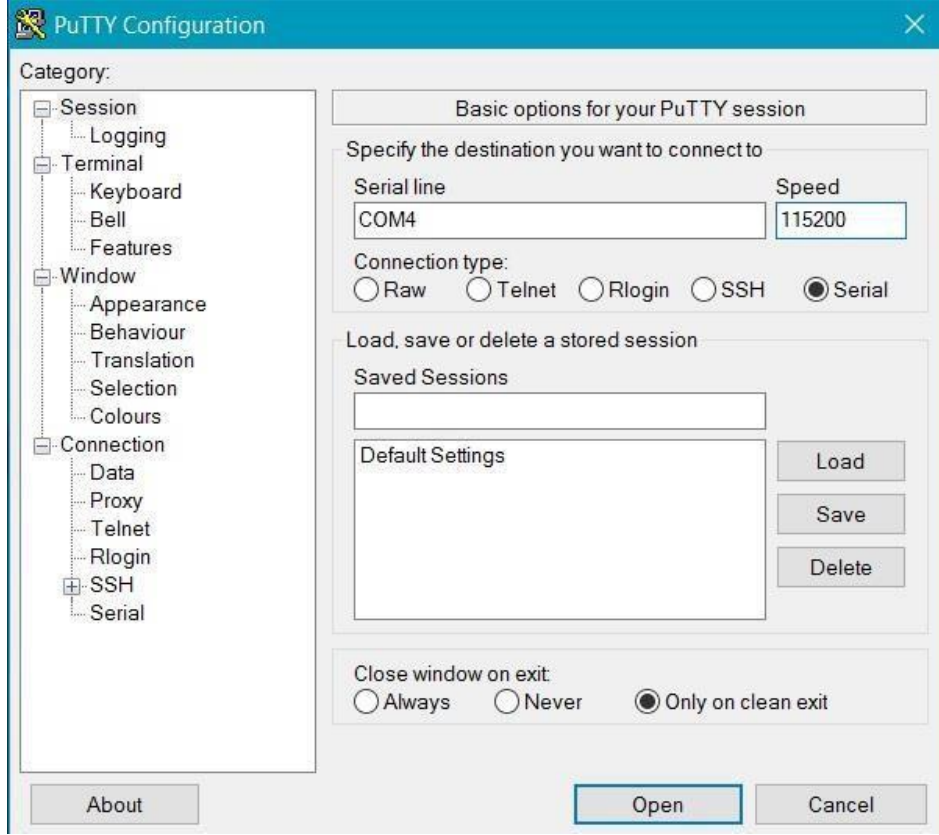 PuTTY Configuration
Category:
Session
Logging
Terminal
Keyboard
Bell
Features
Window
Appearance
Behaviour
Translation
Selection
Colours
Connection
Data
Proxy
Telnet
Rlogin
SSH
Serial
Basic options for your PuTTY session
Specify the destination you want to connect to
Serial line Speed
COM4 115200
Connection type:
Raw Telnet Rlogin SSH Serial
Load, save or delete a stored session
Saved Sessions
Default Settings
Load
Save
Delete
Close window on exit:
Always Never Only on clean exit
About Open Cancel